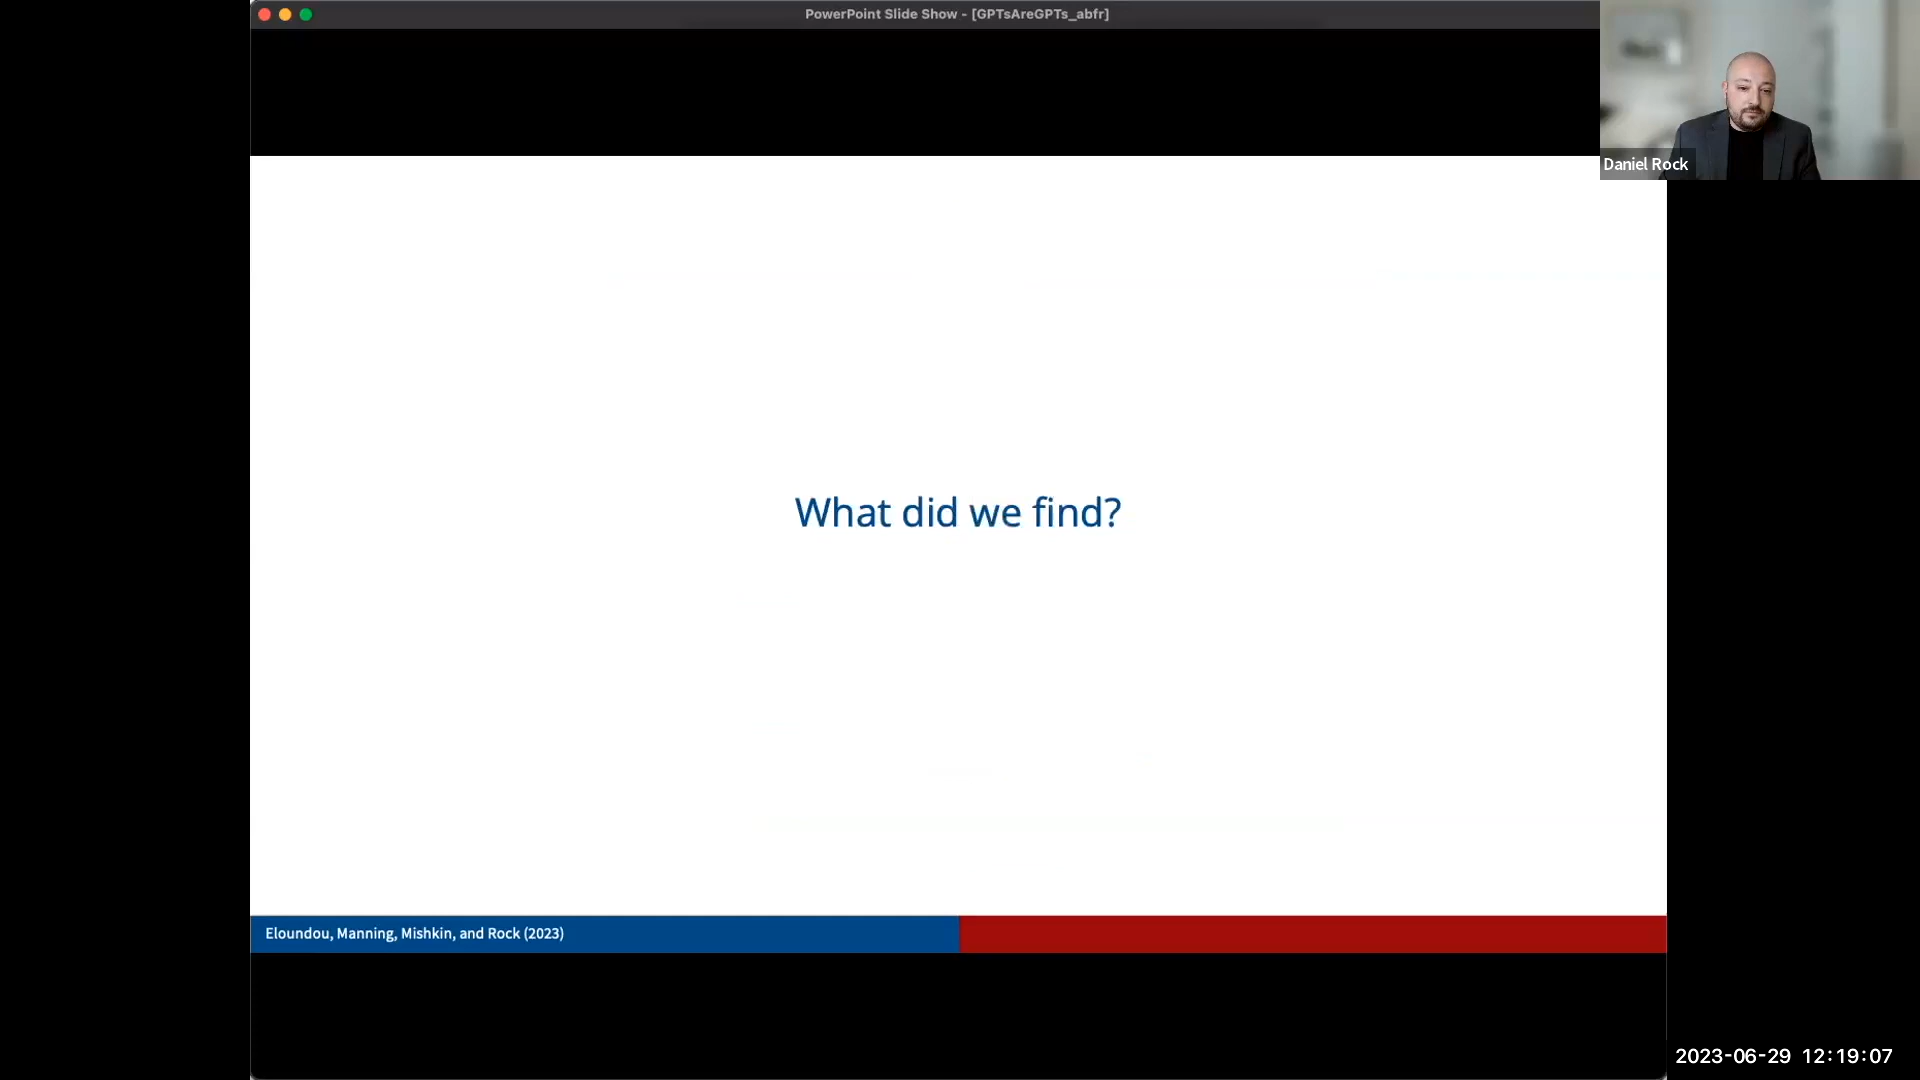 PowerPoint Slide Show - [GPTsAreGPTs_abfr]
Daniel Rock
What did we find?
Eloundou, Manning, Mishkin, and Rock (2023)
2023-06-29 12:19:07